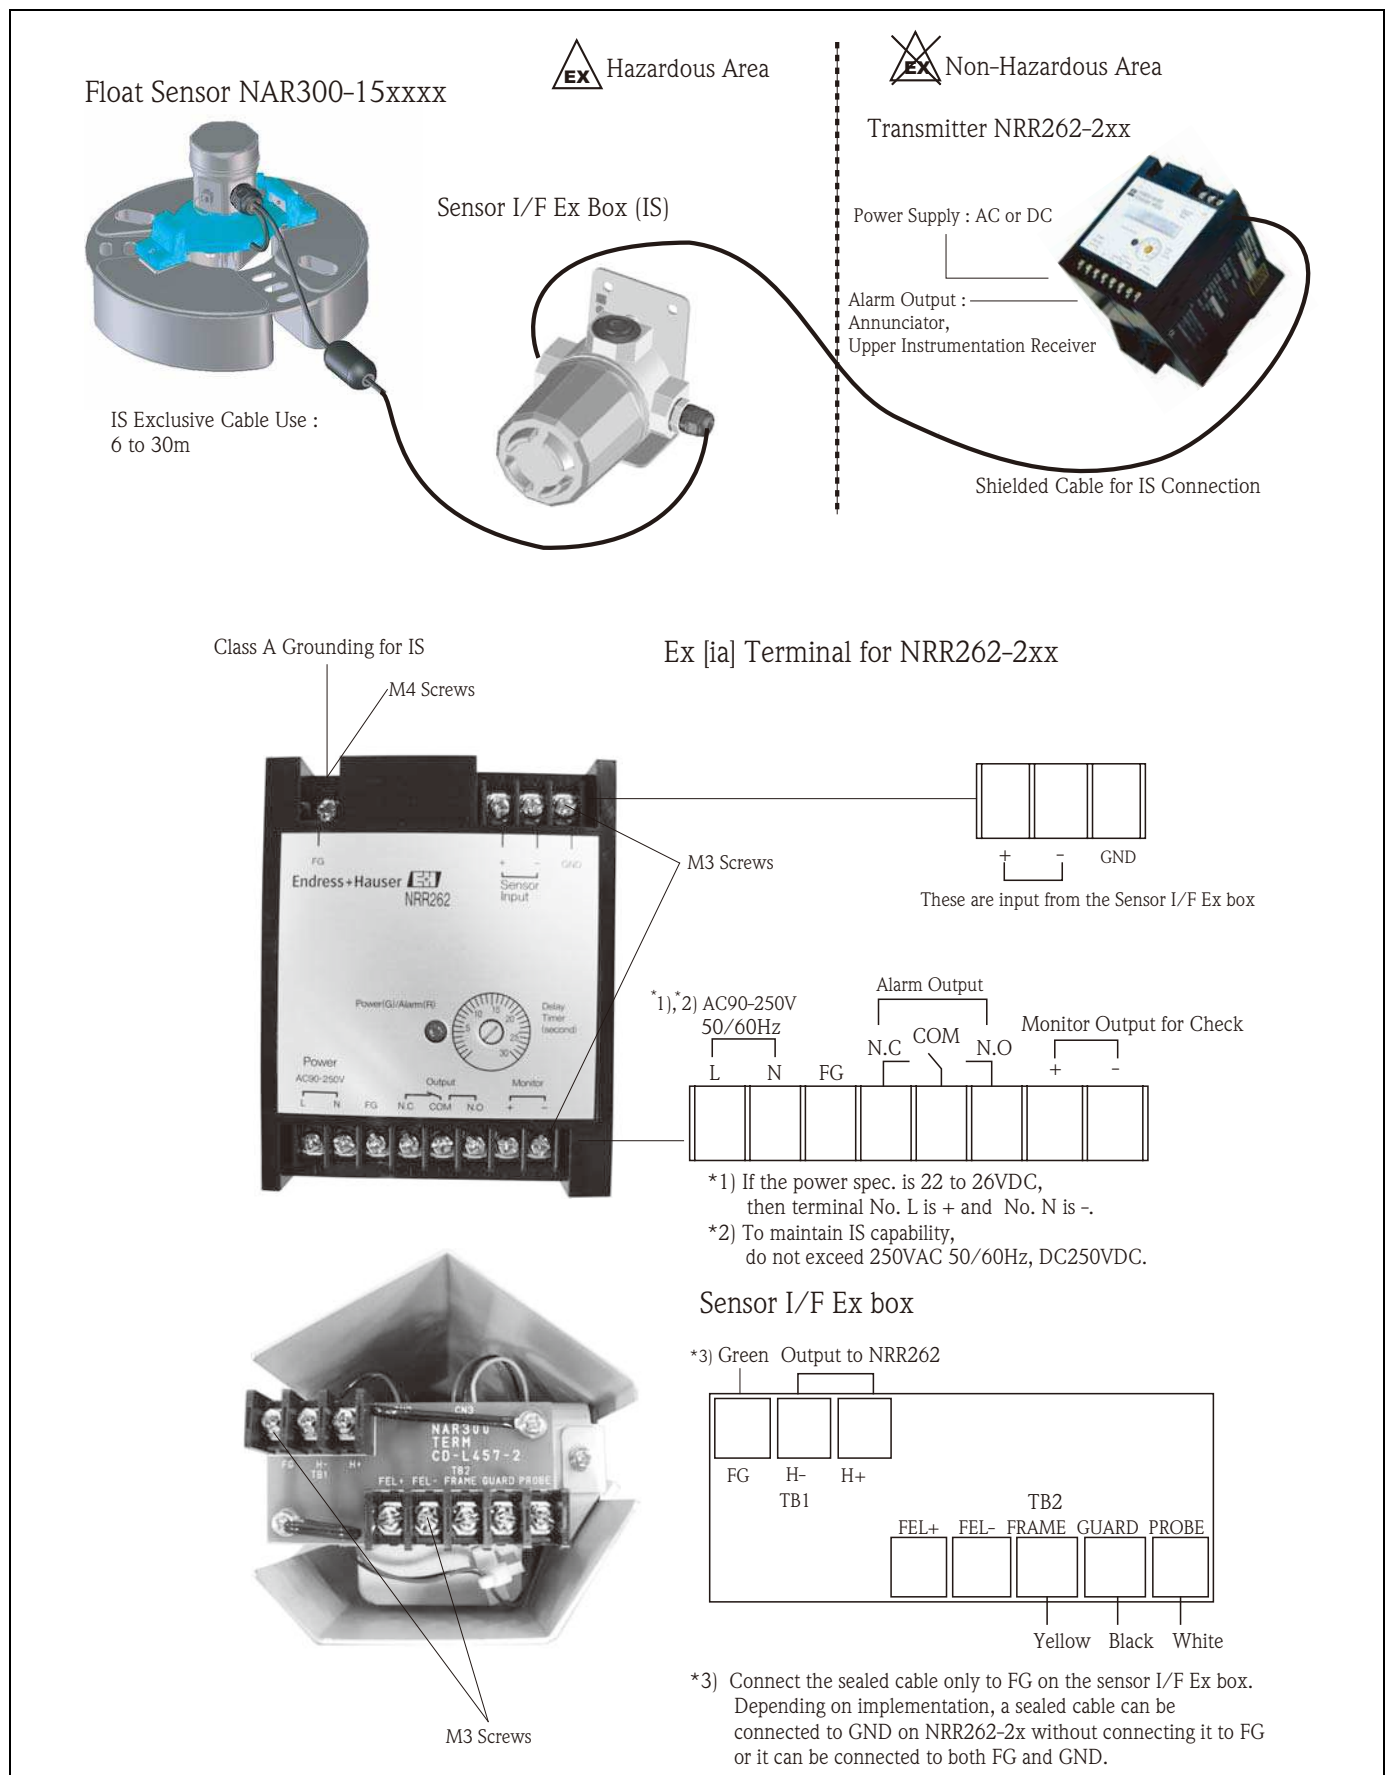 EX Hazardous Area
EX Non-Hazardous Area
Float Sensor NAR300-15xxxx
Transmitter NRR262-2xx
Sensor I/F Ex Box (IS)
Power Supply : AC or DC
Alarm Output :
Annunciator,
Upper Instrumentation Receiver
IS Exclusive Cable Use :
6 to 30m
Shielded Cable for IS Connection
Class A Grounding for IS
Ex [ia] Terminal for NRR262-2xx
M4 Screws
FG
+ - GND
Sensor
Input
Endress+Hauser EH
NRR262
M3 Screws
+ - GND
These are input from the Sensor I/F Ex box
Power(G)/Alarm(R)
5 10 15 20 25 30
Delay
Timer
(second)
Power
AC90-250V
Output
Monitor
L N FG N.C COM N.O + -
*1),*2) AC90-250V
50/60Hz
Alarm Output
Monitor Output for Check
L N FG N.C COM N.O + -
*1) If the power spec. is 22 to 26VDC,
then terminal No. L is + and No. N is -.
*2) To maintain IS capability,
do not exceed 250VAC 50/60Hz, DC250VDC.
Sensor I/F Ex box
*3) Green Output to NRR262
CN3
NAR300
TERM
CD-L457-2
FG H- H+
TB1
TB2
FEL+ FEL- FRAME GUARD PROBE
FG H- H+
TB1
TB2
FEL+ FEL- FRAME GUARD PROBE
Yellow Black White
M3 Screws
*3) Connect the sealed cable only to FG on the sensor I/F Ex box.
Depending on implementation, a sealed cable can be
connected to GND on NRR262-2x without connecting it to FG
or it can be connected to both FG and GND.